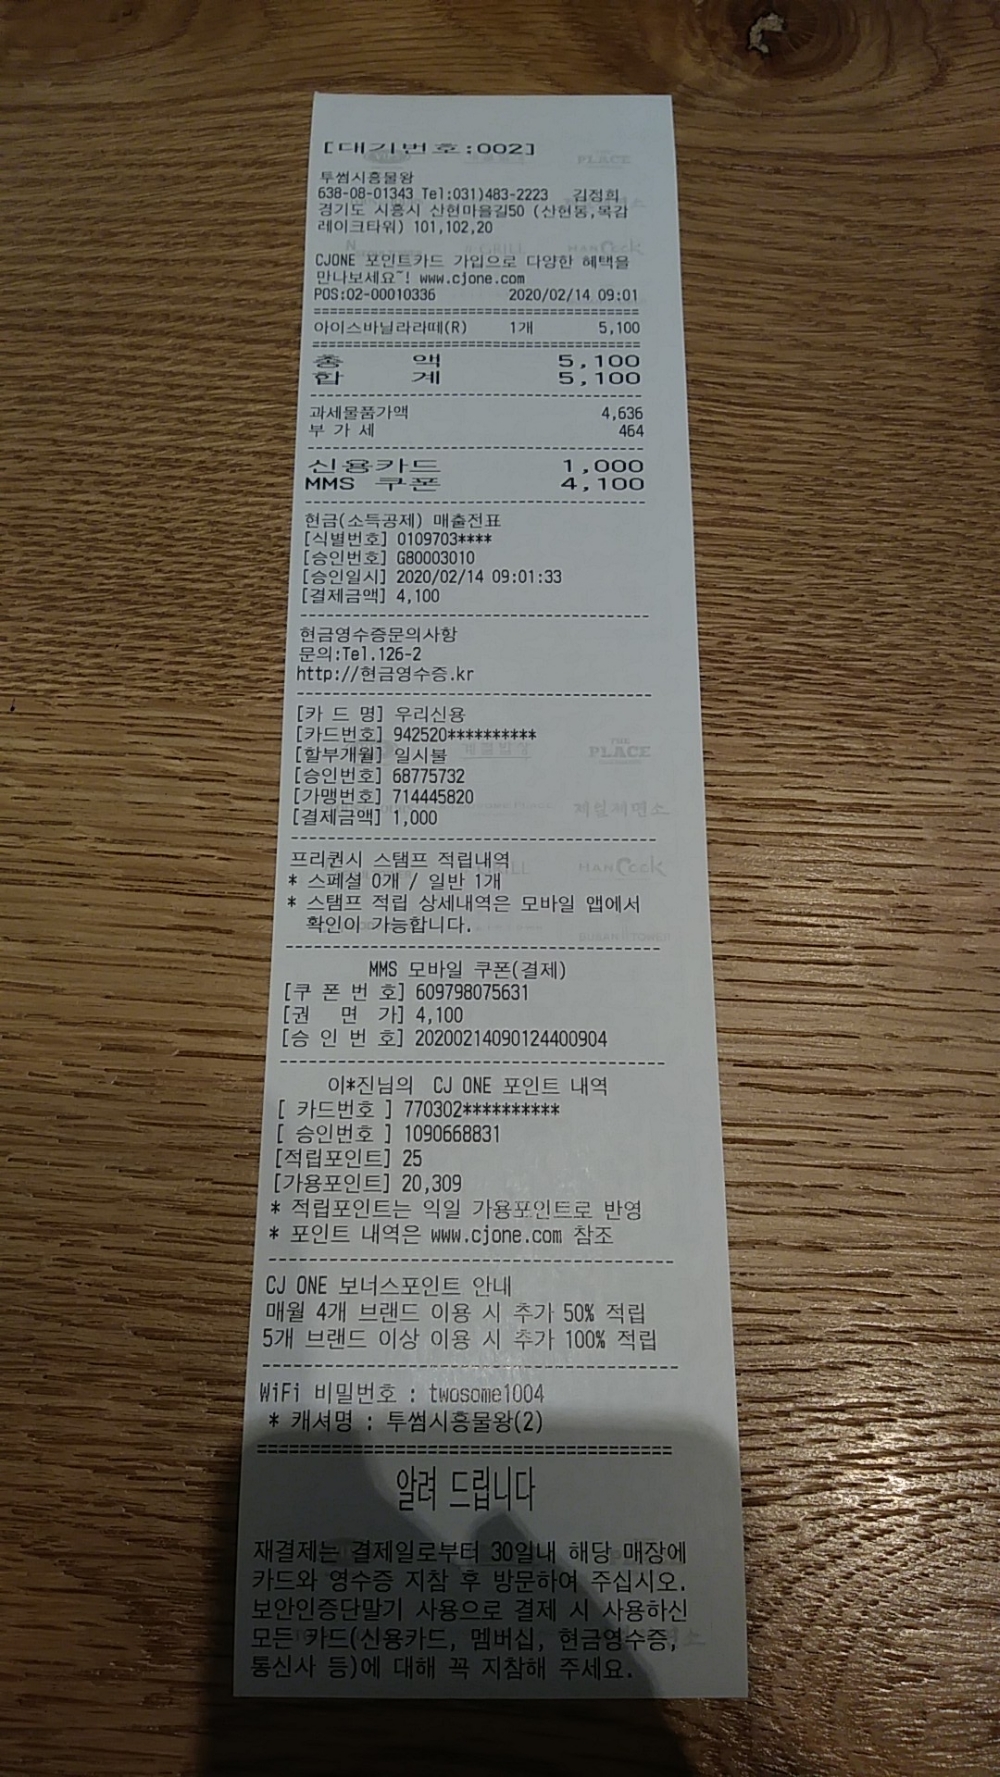 [대기번호:002]
투썸시흥물왕
638-08-01343 Tel:031)483-2223 김정희
경기도 시흥시 산현마을길50 (산현동,목감
레이크타워) 101,102,20
CJONE 포인트카드 가입으로 다양한 혜택을
만나보세요~! www.cjone.com
POS:02-00010336 2020/02/14 09:01
아이스바닐라라떼(R) 1개 5,100
총 액 5,100
합 계 5,100
과세물품가액 4,636
부 가 세 464
신용카드 1,000
MMS 쿠폰 4,100
현금(소득공제) 매출전표
[식별번호] 0109703****
[승인번호] G80003010
[승인일시] 2020/02/14 09:01:33
[결제금액] 4,100
현금영수증문의사항
문의:Tel.126-2
http://현금영수증.kr
[카 드 명] 우리신용
[카드번호] 942520**********
[할부개월] 일시불
[승인번호] 68775732
[가맹번호] 714445820
[결제금액] 1,000
프리퀀시 스탬프 적립내역
* 스페셜 0개 / 일반 1개
* 스탬프 적립 상세내역은 모바일 앱에서
확인이 가능합니다.
MMS 모바일 쿠폰(결제)
[쿠 폰 번 호] 609798075631
[권 면 가] 4,100
[승 인 번 호] 20200214090124400904
이*진님의 CJ ONE 포인트 내역
[ 카드번호 ] 770302**********
[ 승인번호 ] 1090668831
[적립포인트] 25
[가용포인트] 20,309
* 적립포인트는 익일 가용포인트로 반영
* 포인트 내역은 www.cjone.com 참조
CJ ONE 보너스포인트 안내
매월 4개 브랜드 이용 시 추가 50% 적립
5개 브랜드 이상 이용 시 추가 100% 적립
WiFi 비밀번호 : twosome1004
* 캐셔명 : 투썸시흥물왕(2)
알려 드립니다
재결제는 결제일로부터 30일내 해당 매장에
카드와 영수증 지참 후 방문하여 주십시오.
보안인증단말기 사용으로 결제 시 사용하신
모든 카드(신용카드, 멤버십, 현금영수증,
통신사 등)에 대해 꼭 지참해 주세요.